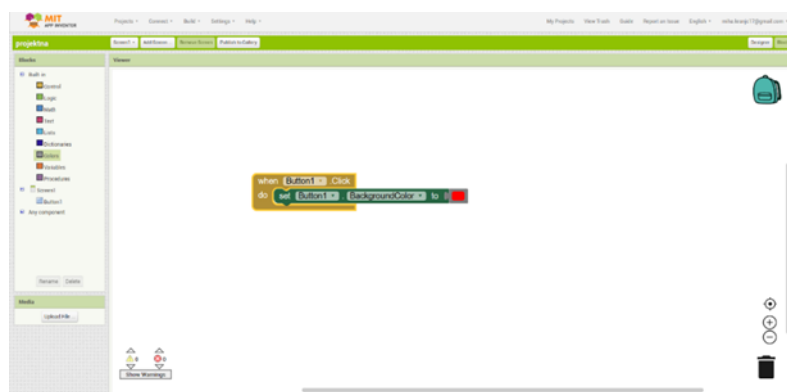 MIT
APP INVENTOR
Projects Connect Build Settings Help
My Projects View Trash Guide Report an Issue English
projektna
Screen1 Add Screen ... Remove Screen Publish to Gallery
Designer
Blocks
Viewer
Built-in
Control
Logic
Math
Text
Lists
Dictionaries
Colors
Variables
Procedures
Screen1
Button1
Any component
when Button1 .Click
do set Button1 . BackgroundColor to
Rename Delete
Media
Upload File ...
0 0
Show Warnings